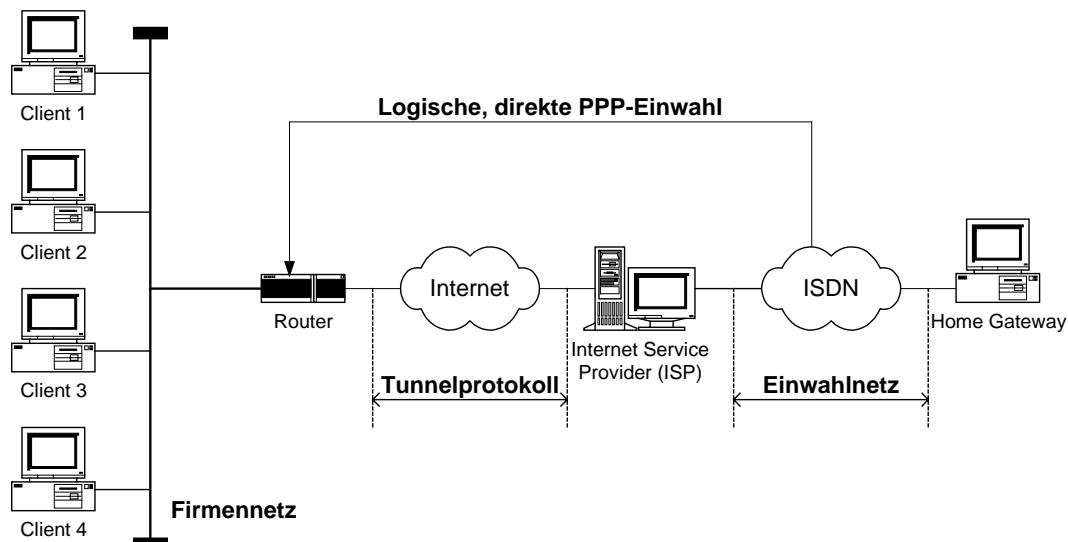 Client 1
Logische, direkte PPP-Einwahl
Client 2
Internet
ISDN
Router
Internet Service
Provider (ISP)
Home Gateway
Client 3
Tunnelprotokoll
Einwahlnetz
Firmennetz
Client 4